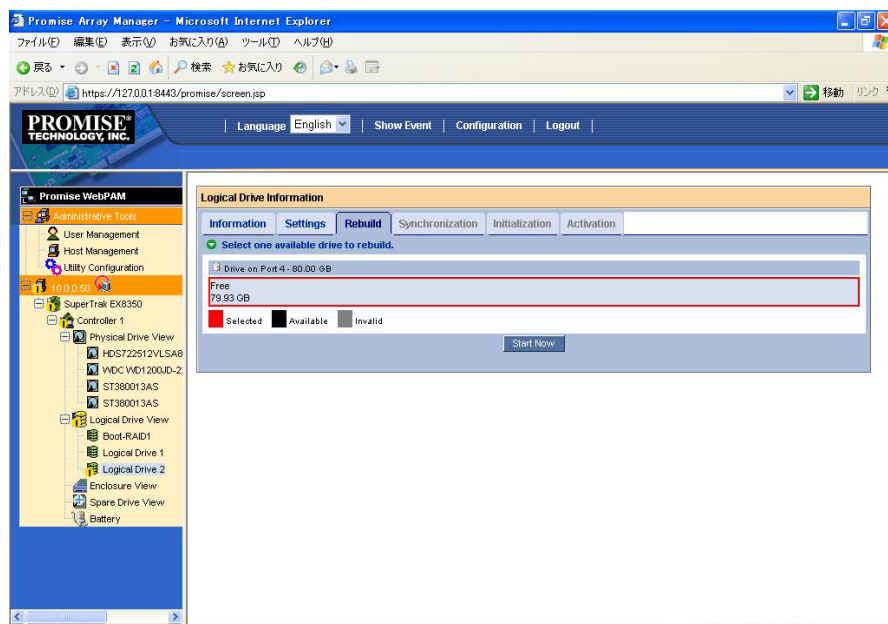 Promise Array Manager - Microsoft Internet Explorer
ファイル(F) 編集(E) 表示(V) お気に入り(A) ツール(T) ヘルプ(H)
戻る 検索 お気に入り
アドレス(D) https://127.0.0.1:8443/promise/screen.jsp 移動 リンク
PROMISE®
TECHNOLOGY, INC.
| Language English | Show Event | Configuration | Logout |
Promise WebPAM
Administrative Tools
User Management
Host Management
Utility Configuration
10.0.0.50
SuperTrak EX8350
Controller 1
Physical Drive View
HDS722512VLSA8
WDC WD1200JD-2
ST380013AS
ST380013AS
Logical Drive View
Boot-RAID1
Logical Drive 1
Logical Drive 2
Enclosure View
Spare Drive View
Battery
Logical Drive Information
Information Settings Rebuild Synchronization Initialization Activation
Select one available drive to rebuild.
Drive on Port 4 - 80.00 GB
Free
79.93 GB
Selected Available Invalid
Start Now